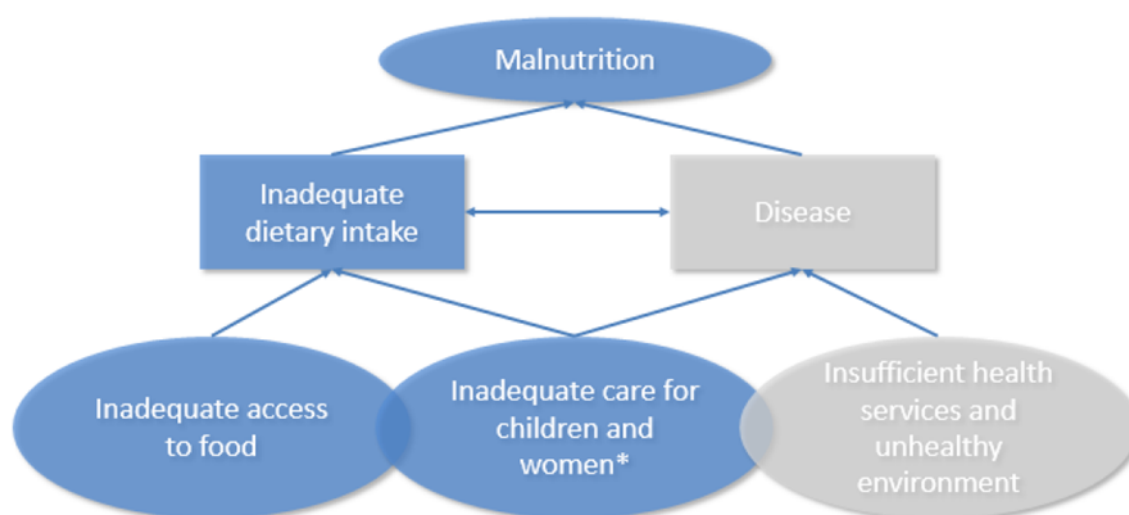 Malnutrition
Inadequate
dietary intake
Disease
Inadequate access
to food
Inadequate care for
children and
women*
Insufficient health
services and
unhealthy
environment